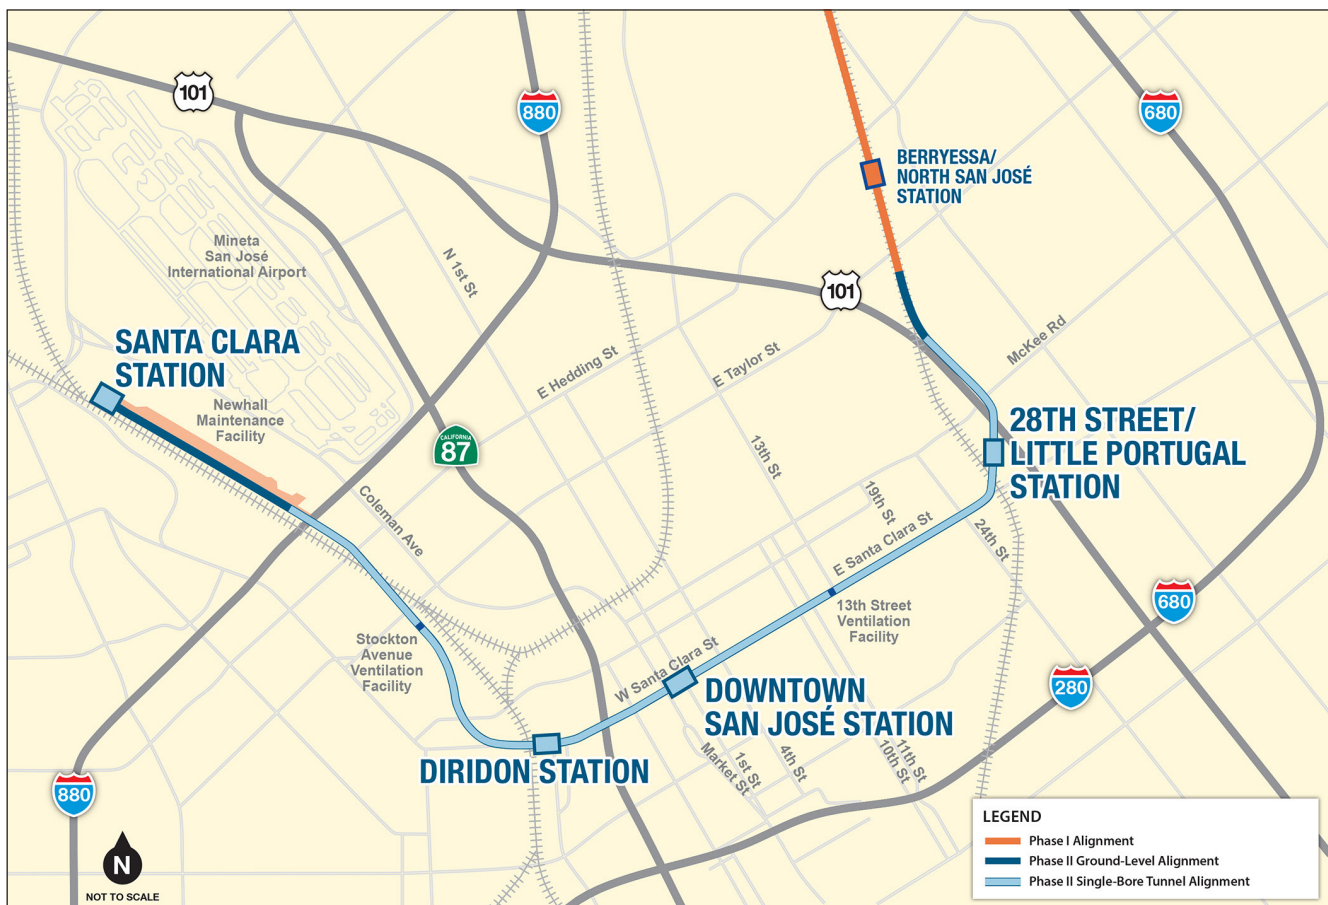 101
880
680
BERRYESSA/
NORTH SAN JOSÉ
STATION
Mineta
San José
International Airport
N 1st St
101
SANTA CLARA
STATION
McKee Rd
E Hedding St
E Taylor St
Newhall
Maintenance
Facility
CALIFORNIA
87
28TH STREET/
LITTLE PORTUGAL
STATION
13th St
Coleman Ave
19th St
E Santa Clara St
24th St
680
13th Street
Ventilation
Facility
Stockton
Avenue
Ventilation
Facility
W Santa Clara St
280
DOWNTOWN
SAN JOSÉ STATION
DIRIDON STATION
Market St
1st St
4th St
10th St
11th St
880
N
NOT TO SCALE
LEGEND
Phase I Alignment
Phase II Ground-Level Alignment
Phase II Single-Bore Tunnel Alignment